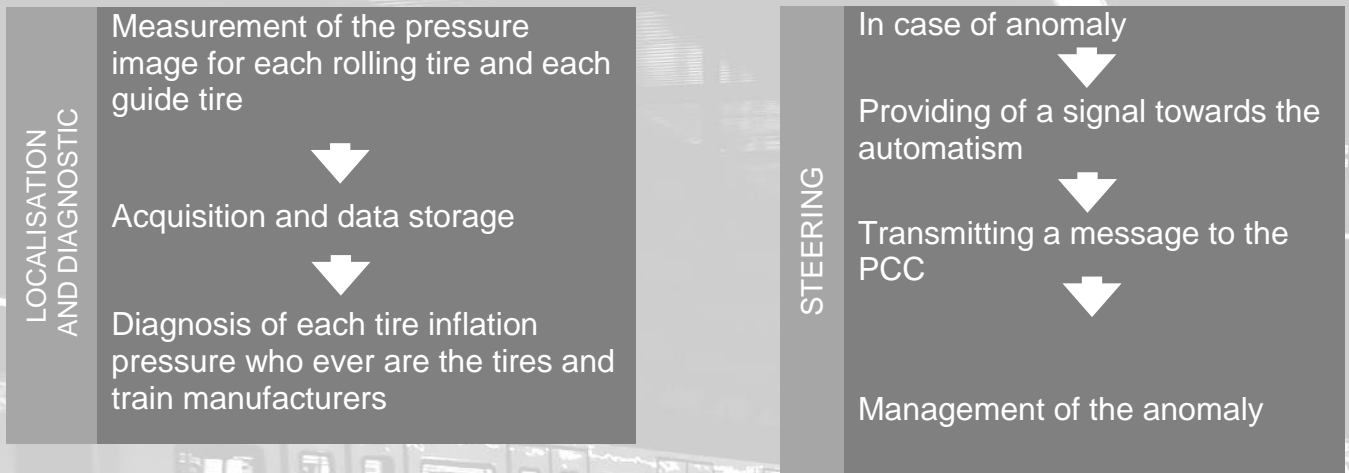 LOCALISATION
AND DIAGNOSTIC
Measurement of the pressure
image for each rolling tire and each
guide tire
Acquisition and data storage
Diagnosis of each tire inflation
pressure who ever are the tires and
train manufacturers
STEERING
In case of anomaly
Providing of a signal towards the
automatism
Transmitting a message to the
PCC
Management of the anomaly